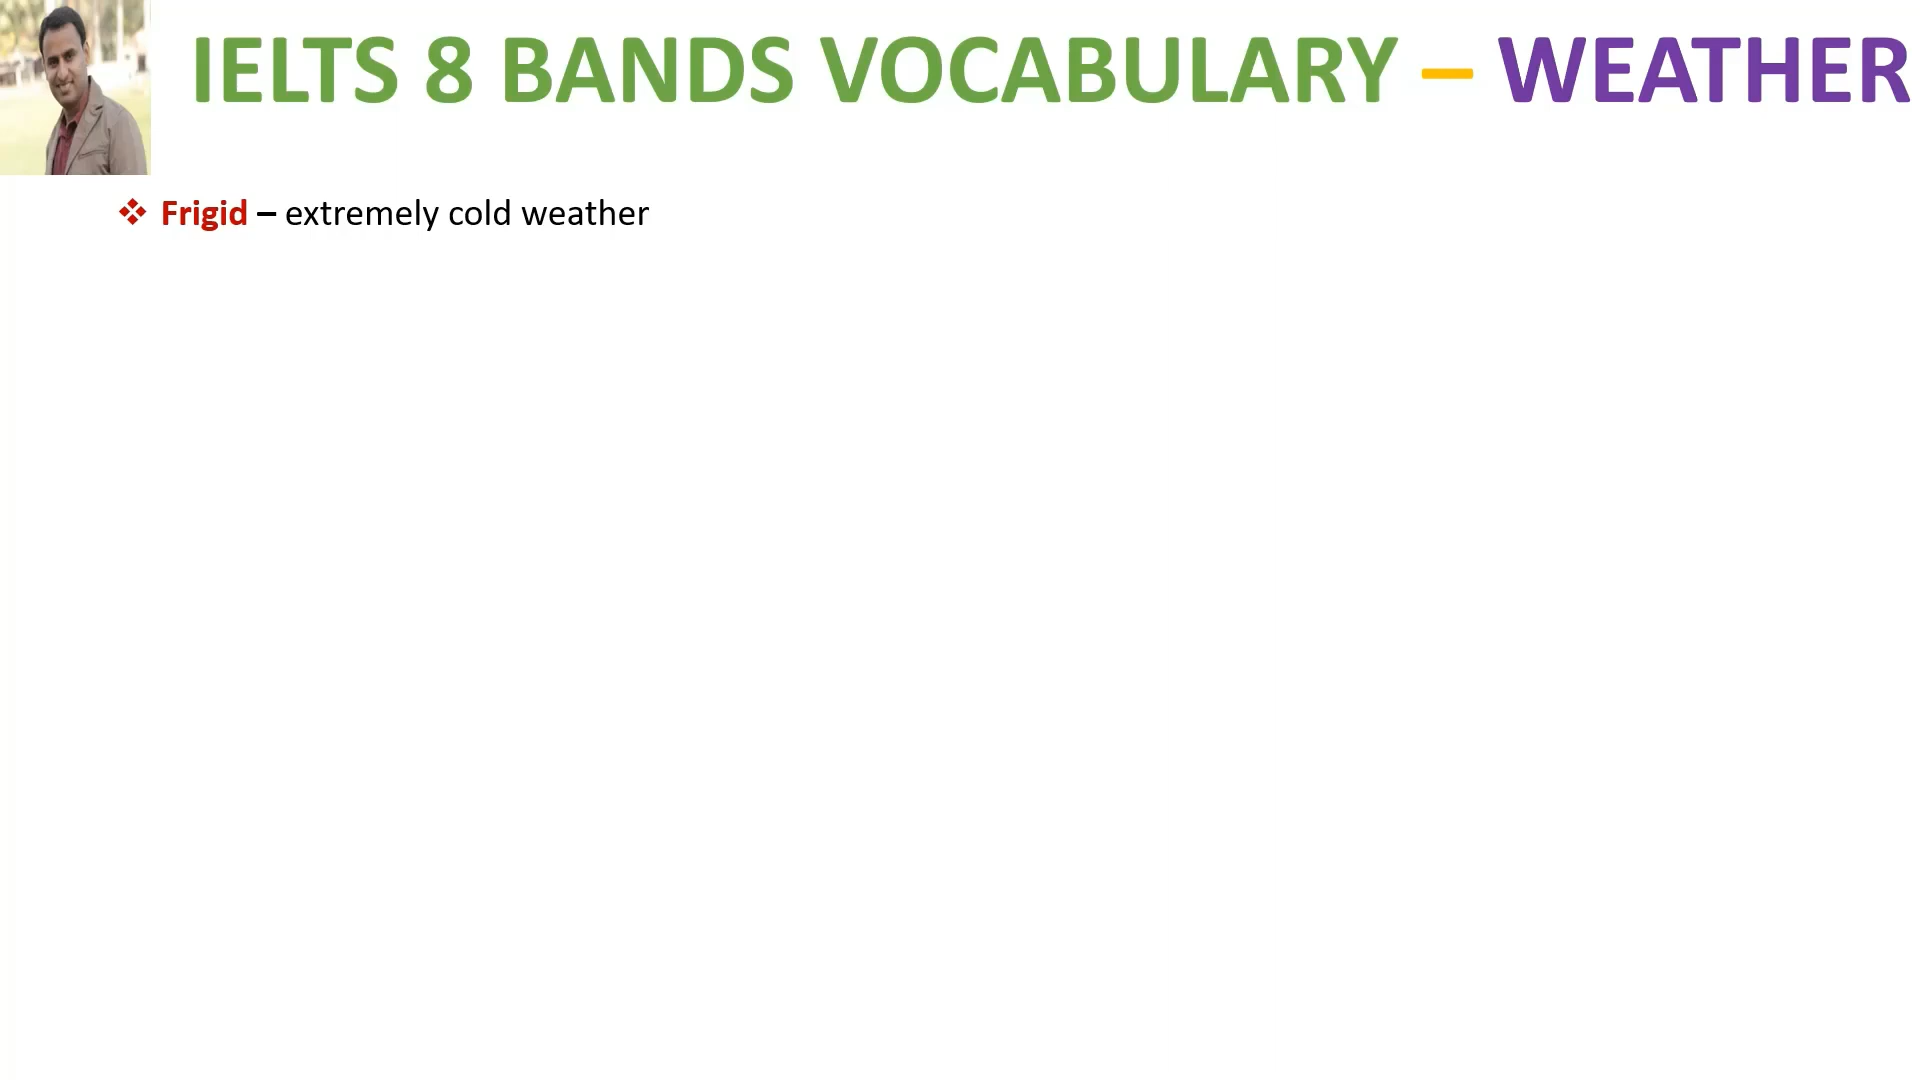 IELTS 8 BANDS VOCABULARY – WEATHER
❖ Frigid – extremely cold weather